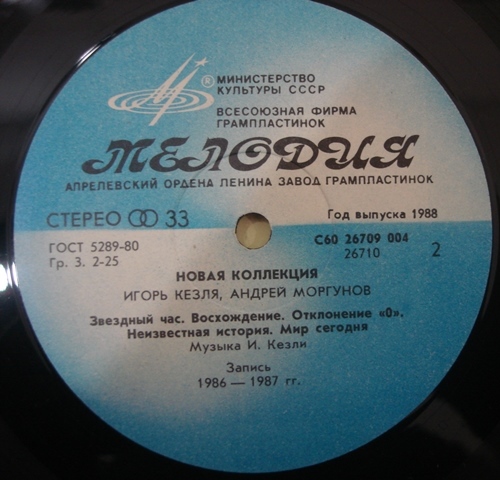 ®МИНИСТЕРСТВО
КУЛЬТУРЫ СССР
ВСЕСОЮЗНАЯ ФИРМА
ГРАМПЛАСТИНОК
МЕЛОДИЯ
АПРЕЛЕВСКИЙ ОРДЕНА ЛЕНИНА ЗАВОД ГРАМПЛАСТИНОК
СТЕРЕО 33
Год выпуска 1988
ГОСТ 5289-80
С60 26709 004
Гр. 3. 2-25
26710
2
НОВАЯ КОЛЛЕКЦИЯ
ИГОРЬ КЕЗЛЯ, АНДРЕЙ МОРГУНОВ
Звездный час. Восхождение. Отклонение «0».
Неизвестная история. Мир сегодня
Музыка И. Кезли
Запись
1986 — 1987 гг.